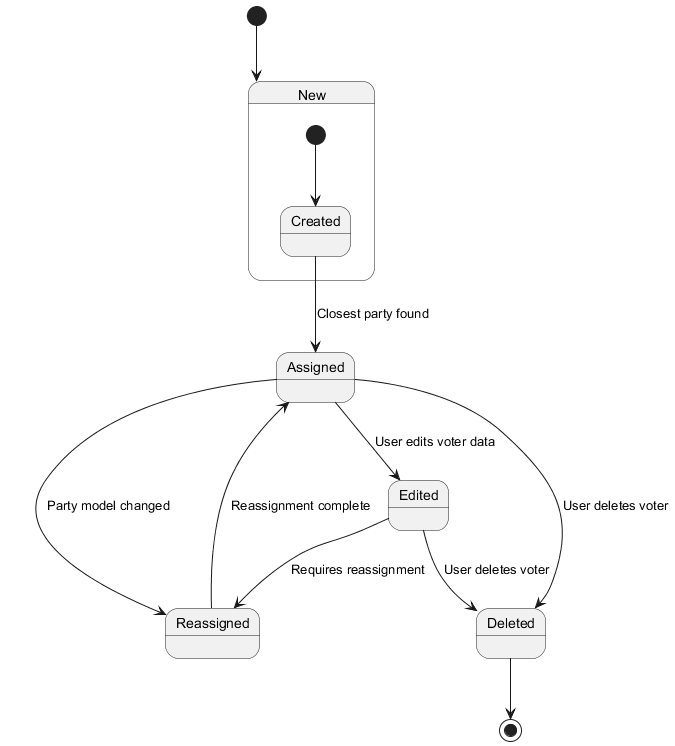 New
Created
Closest party found
Assigned
User edits voter data
Edited
Party model changed
Reassignment complete
User deletes voter
Requires reassignment
User deletes voter
Reassigned
Deleted